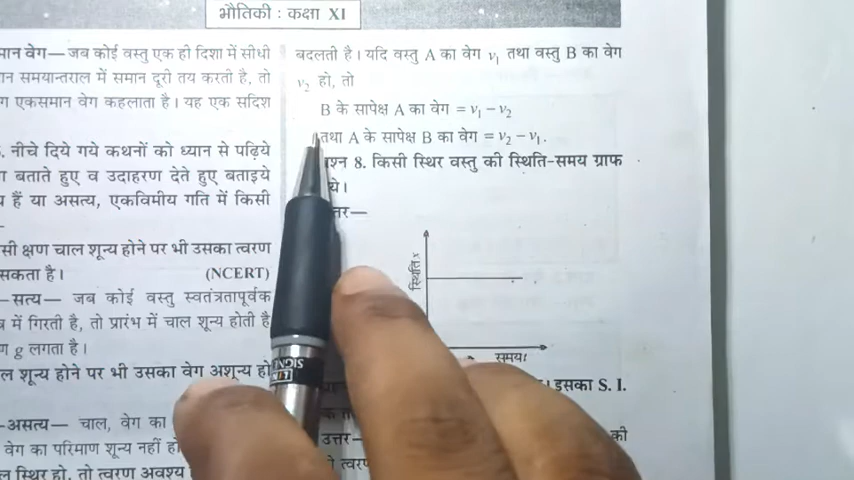 भौतिकी : कक्षा XI
मान वेग— जब कोई वस्तु एक ही दिशा में सीधी
समयान्तराल में समान दूरी तय करती है, तो
एकसमान वेग कहलाता है। यह एक सदिश
नीचे दिये गये कथनों को ध्यान से पढ़िये
बताते हुए व उदाहरण देते हुए बताइये
हैं या असत्य, एकविमीय गति में किसी
सी क्षण चाल शून्य होने पर भी उसका त्वरण
सकता है। (NCERT)
—सत्य— जब कोई वस्तु स्वतंत्रतापूर्वक
में गिरती है, तो प्रारंभ में चाल शून्य होती है
g लगता है।
ल शून्य होने पर भी उसका वेग अशून्य हो
-असत्य— चाल, वेग का
वेग का परिमाण शून्य नहीं हो
ल स्थिर हो, तो त्वरण अवश्य
बदलती है। यदि वस्तु A का वेग v₁ तथा वस्तु B का वेग
v₂ हो, तो
B के सापेक्ष A का वेग = v₁ − v₂
तथा A के सापेक्ष B का वेग = v₂ − v₁.
श्न 8. किसी स्थिर वस्तु की स्थिति-समय ग्राफ
ये।
त्तर—
स्थिति x
समय t
इसका S. I.
उत्तर—
की